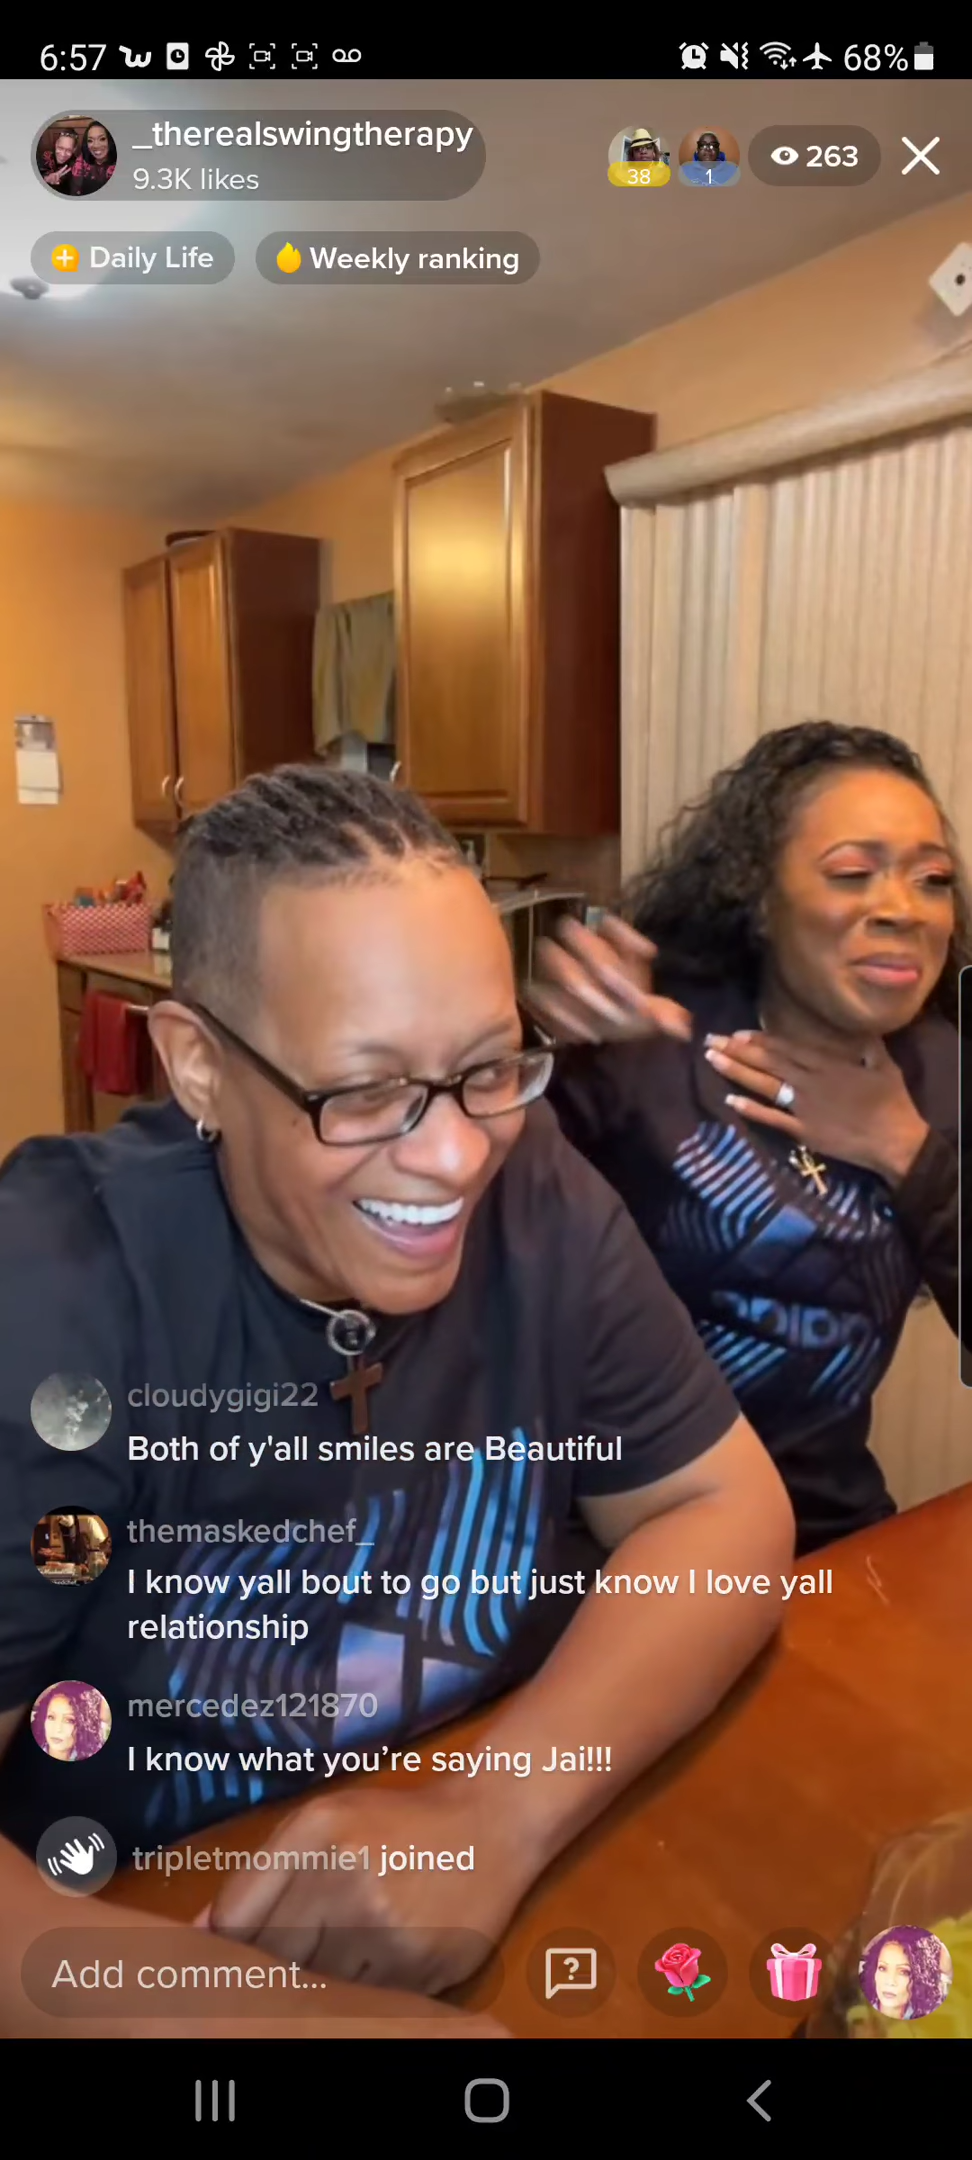 6:57
68%
_therealswingtherapy
9.3K likes
38
1
263
Daily Life
Weekly ranking
cloudygigi22
Both of y'all smiles are Beautiful
themaskedchef_
I know yall bout to go but just know I love yall
relationship
mercedez121870
I know what you’re saying Jai!!!
tripletmommie1 joined
Add comment...
?